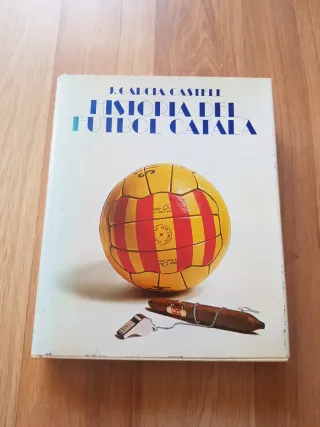 J. GARCIA CASTELL
HISTORIA DEL
FUTBOL CATALA